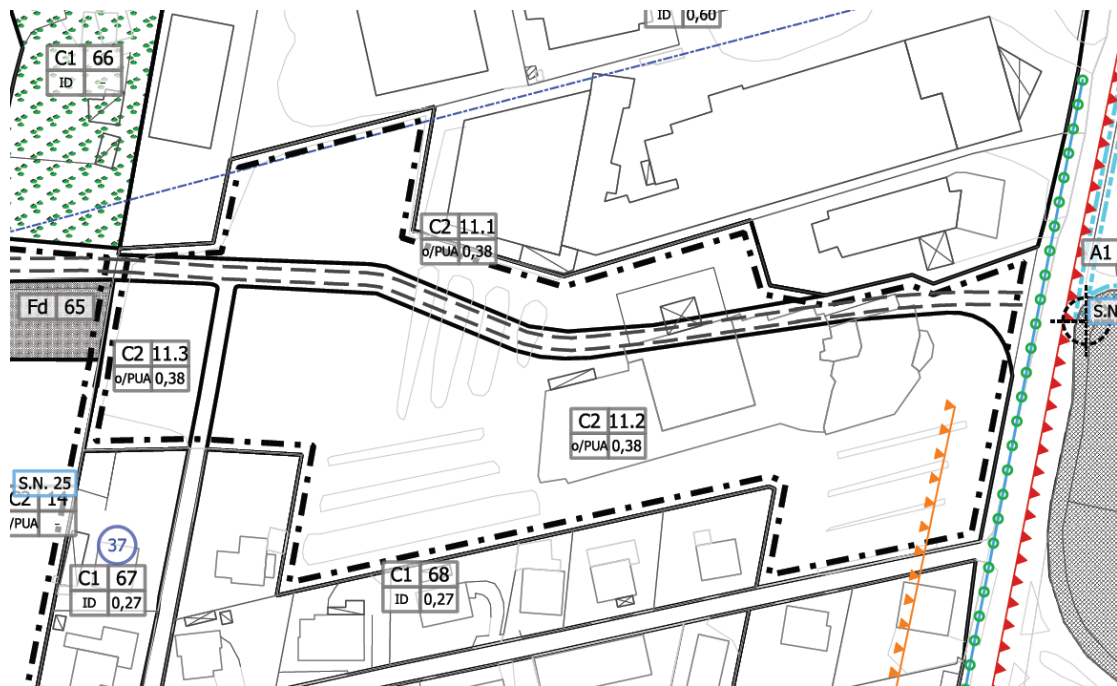 ID 0,60
C1 66
ID -
C2 11.1
o/PUA 0,38
A1
Fd 65
S.N
C2 11.3
o/PUA 0,38
C2 11.2
o/PUA 0,38
S.N. 25
C2 14
/PUA -
37
C1 67
ID 0,27
C1 68
ID 0,27